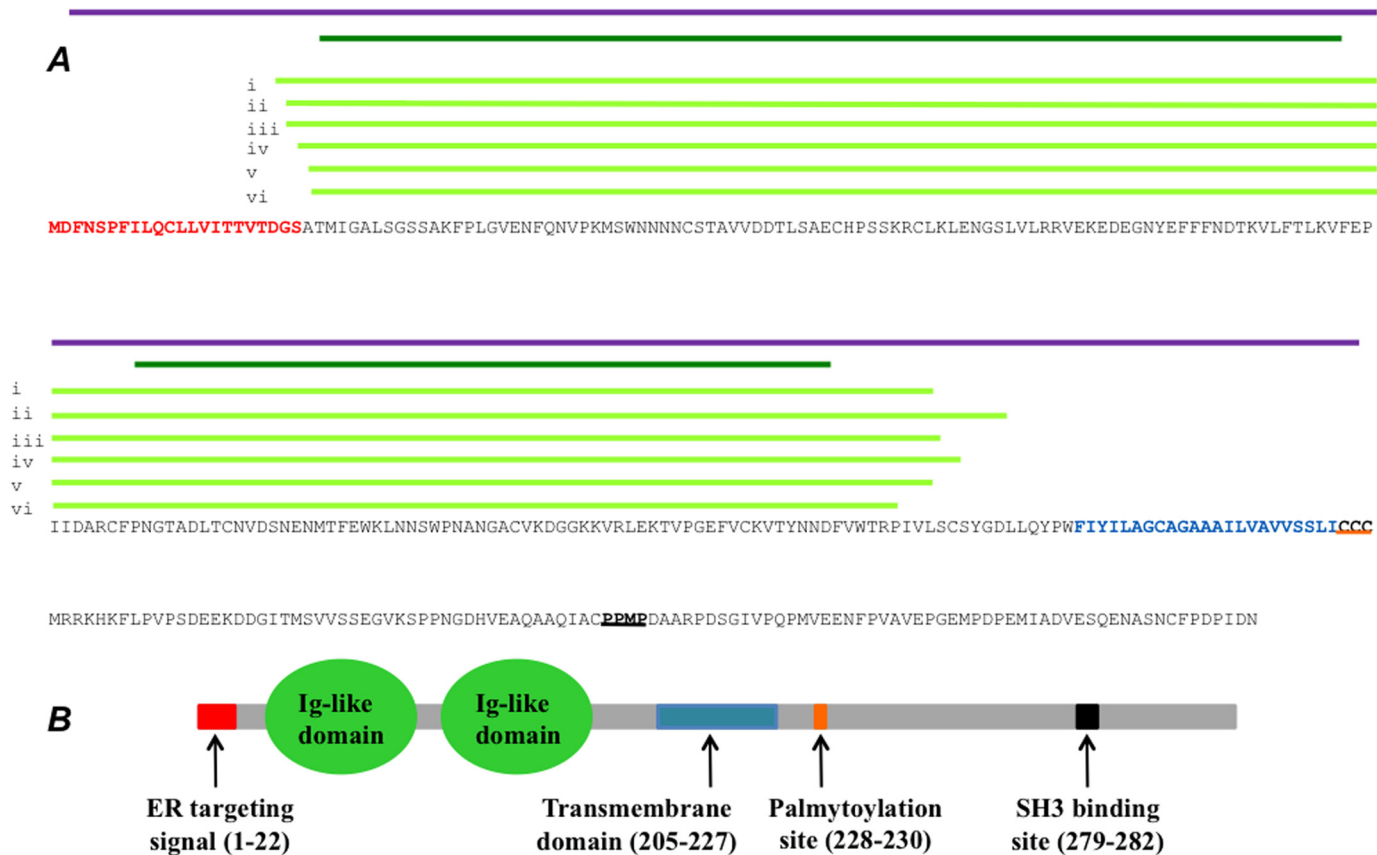 A
i
ii
iii
iv
v
vi
MDFNSPFILQCLLVITTVTDGSATMIGALSGSSAKFPLGVENFQNVPKMSWNNNNCSTAVVDDTLSAECHPSSKRCLKLENGSLVLRRVEKEDEGNYEFFFNDTKVLFTLKVFEP
i
ii
iii
iv
v
vi
IIDARCFPNGTADLTCNVDSNENMTFEWKLNNSWPNANGACVKDGGKKVRLEKTVPGEFVCKVTYNNDFVWTRPIVLSCSYGDLLQYPWFIYILAGCAGAAAILVAVVSSLICCC
MRRKHKFLPVPSDEEKDDGITMSVVSSEGVKSPPNGDHVEAQAAQIACPPMPDAARPDSGIVPQPMVEENFPVAVEPGEMPDPEMIADVESQENASNCFPDPIDN
B
Ig-like
domain
Ig-like
domain
ER targeting
signal (1-22)
Transmembrane
domain (205-227)
Palmytoylation
site (228-230)
SH3 binding
site (279-282)